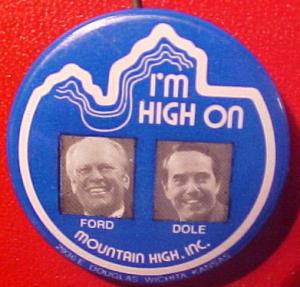 I'M
HIGH ON
FORD
DOLE
MOUNTAIN HIGH, INC.
2936 E. DOUGLAS, WICHITA, KANSAS